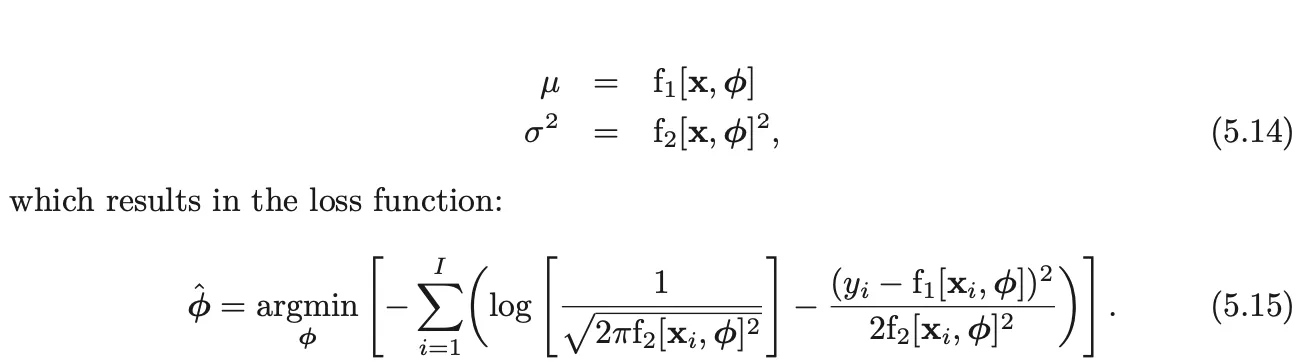 μ = f₁[x, ϕ]
σ² = f₂[x, ϕ]², (5.14)
which results in the loss function:
ϕ̂ = argmin_ϕ [ − ∑_{i=1}^{I} ( log [ 1 / √(2πf₂[xᵢ, ϕ]²) ] − (yᵢ − f₁[xᵢ, ϕ])² / 2f₂[xᵢ, ϕ]² ) ] . (5.15)